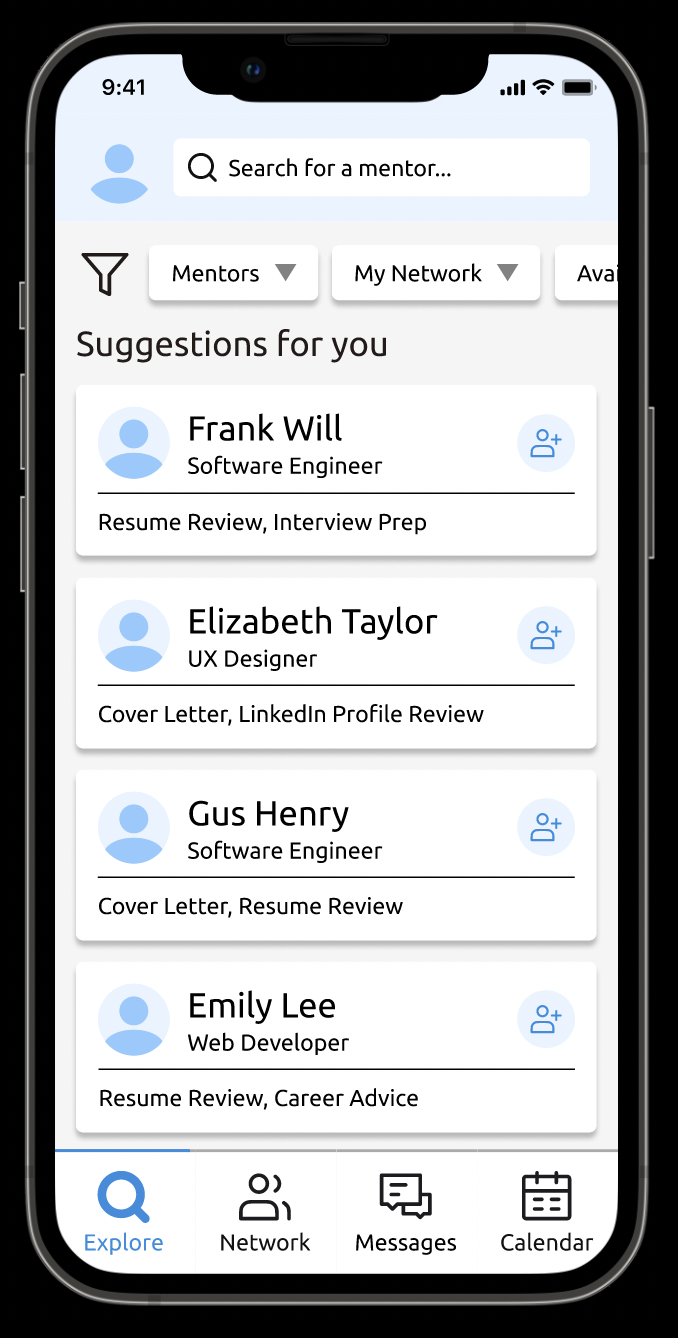 9:41
Search for a mentor...
Mentors My Network Avai
Suggestions for you
Frank Will
Software Engineer
Resume Review, Interview Prep
Elizabeth Taylor
UX Designer
Cover Letter, LinkedIn Profile Review
Gus Henry
Software Engineer
Cover Letter, Resume Review
Emily Lee
Web Developer
Resume Review, Career Advice
Explore Network Messages Calendar